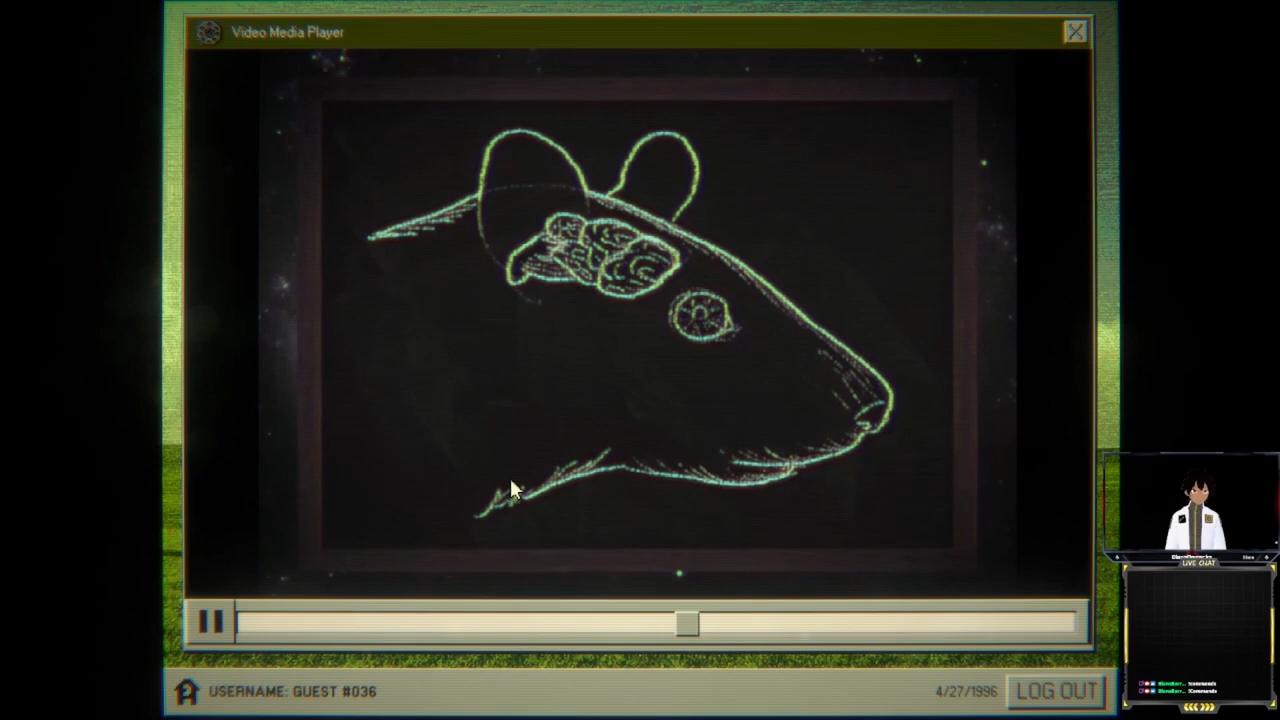 Video Media Player
USERNAME: GUEST #036
4/27/1996
LOG OUT
LIVE CHAT